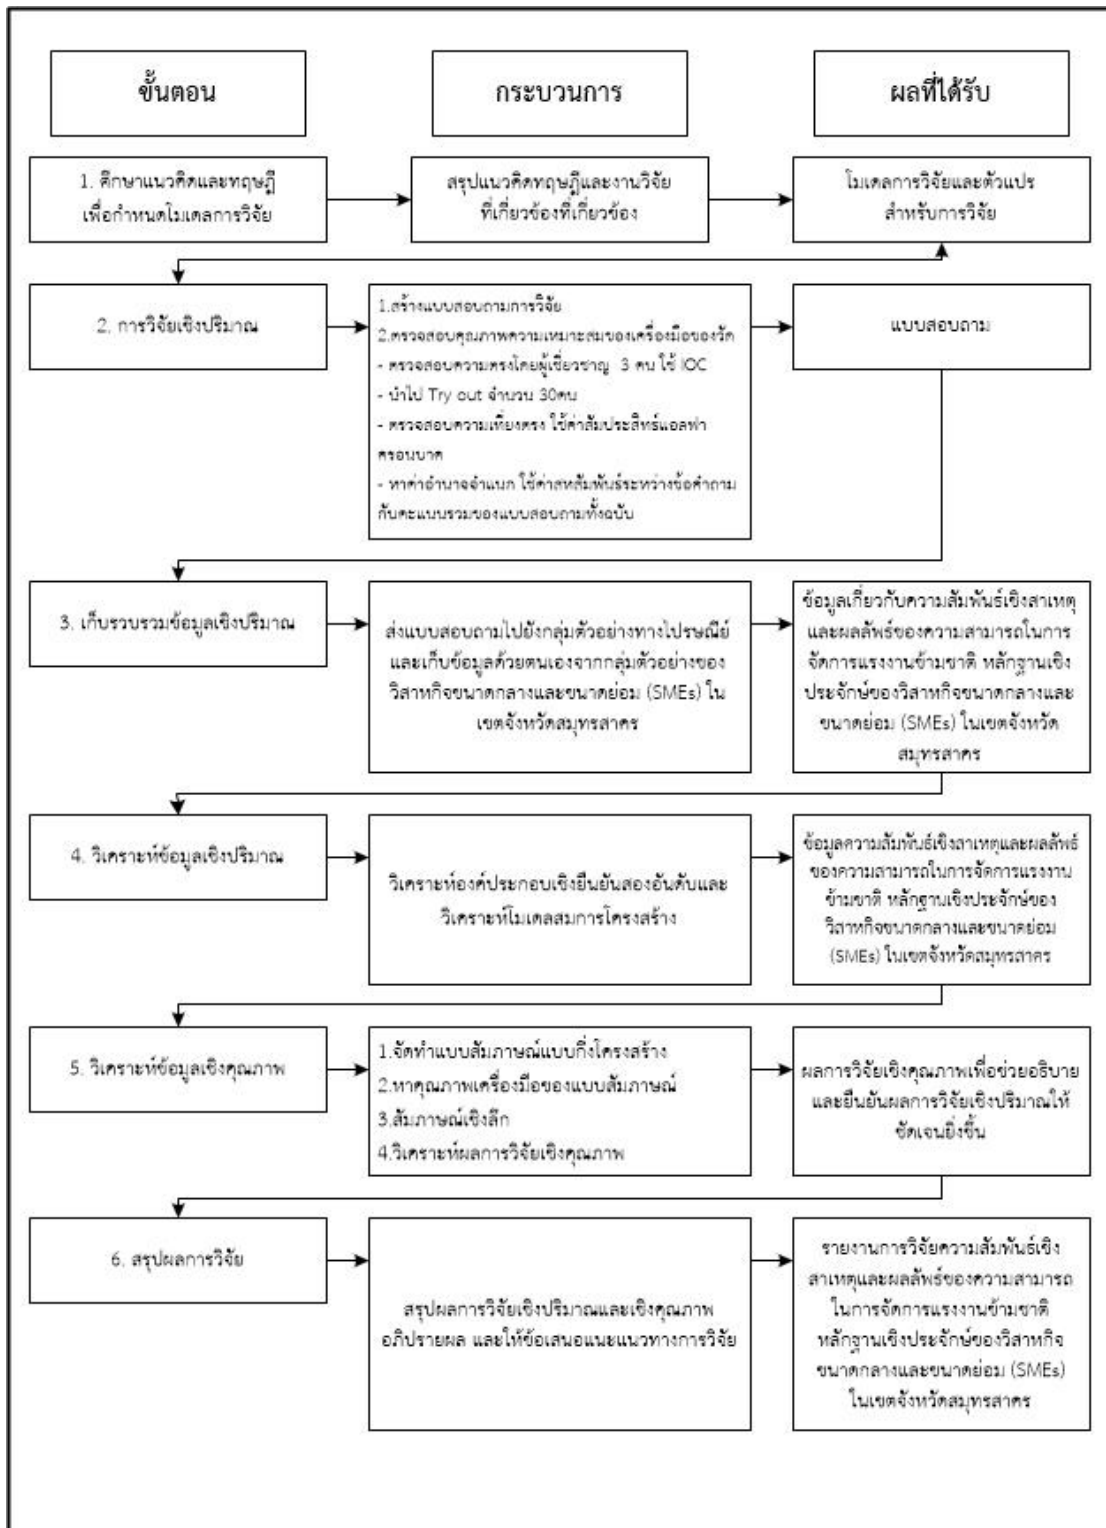 ขั้นตอน
กระบวนการ
ผลที่ได้รับ
1. ศึกษาแนวคิดและทฤษฎี
เพื่อกำหนดโมเดลการวิจัย
สรุปแนวคิดทฤษฎีและงานวิจัย
ที่เกี่ยวข้องที่เกี่ยวข้อง
โมเดลการวิจัยและตัวแปร
สำหรับการวิจัย
2. การวิจัยเชิงปริมาณ
1.สร้างแบบสอบถามการวิจัย
2.ตรวจสอบคุณภาพความเหมาะสมของเครื่องมือของวัด
- ตรวจสอบความตรงโดยผู้เชี่ยวชาญ 3 คน ใช้ IOC
- นำไป Try out จำนวน 30คน
- ตรวจสอบความเที่ยงตรง ใช้ค่าสัมประสิทธ์แอลฟา
ครอนบาค
- หาค่าอำนาจจำแนก ใช้ค่าสหสัมพันธ์ระหว่างข้อคำถาม
กับคะแนนรวมของแบบสอบถามทั้งฉบับ
แบบสอบถาม
3. เก็บรวบรวมข้อมูลเชิงปริมาณ
ส่งแบบสอบถามไปยังกลุ่มตัวอย่างทางไปรษณีย์
และเก็บข้อมูลด้วยตนเองจากกลุ่มตัวอย่างของ
วิสาหกิจขนาดกลางและขนาดย่อม (SMEs) ใน
เขตจังหวัดสมุทรสาคร
ข้อมูลเกี่ยวกับความสัมพันธ์เชิงสาเหตุ
และผลลัพธ์ของความสามารถในการ
จัดการแรงงานข้ามชาติ หลักฐานเชิง
ประจักษ์ของวิสาหกิจขนาดกลางและ
ขนาดย่อม (SMEs) ในเขตจังหวัด
สมุทรสาคร
4. วิเคราะห์ข้อมูลเชิงปริมาณ
วิเคราะห์องค์ประกอบเชิงยืนยันสองอันดับและ
วิเคราะห์โมเดลสมการโครงสร้าง
ข้อมูลความสัมพันธ์เชิงสาเหตุและผลลัพธ์
ของความสามารถในการจัดการแรงงาน
ข้ามชาติ หลักฐานเชิงประจักษ์ของ
วิสาหกิจขนาดกลางและขนาดย่อม
(SMEs) ในเขตจังหวัดสมุทรสาคร
5. วิเคราะห์ข้อมูลเชิงคุณภาพ
1.จัดทำแบบสัมภาษณ์แบบกึ่งโครงสร้าง
2.หาคุณภาพเครื่องมือของแบบสัมภาษณ์
3.สัมภาษณ์เชิงลึก
4.วิเคราะห์ผลการวิจัยเชิงคุณภาพ
ผลการวิจัยเชิงคุณภาพเพื่อช่วยอธิบาย
และยืนยันผลการวิจัยเชิงปริมาณให้
ชัดเจนยิ่งขึ้น
6. สรุปผลการวิจัย
สรุปผลการวิจัยเชิงปริมาณและเชิงคุณภาพ
อภิปรายผล และให้ข้อเสนอแนะแนวทางการวิจัย
รายงานการวิจัยความสัมพันธ์เชิง
สาเหตุและผลลัพธ์ของความสามารถ
ในการจัดการแรงงานข้ามชาติ
หลักฐานเชิงประจักษ์ของวิสาหกิจ
ขนาดกลางและขนาดย่อม (SMEs)
ในเขตจังหวัดสมุทรสาคร